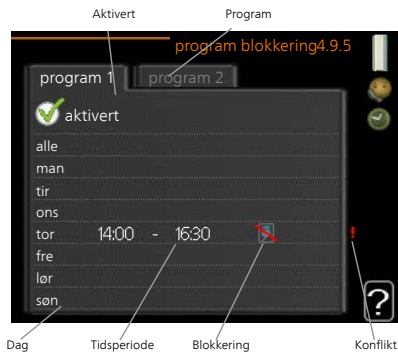 Aktivert Program
program blokkering4.9.5
program 1 program 2
aktivert
alle
man
tir
ons
tor 14:00 - 16:30 !
fre
lør
søn
?
Dag Tidsperiode Blokkering Konflikt